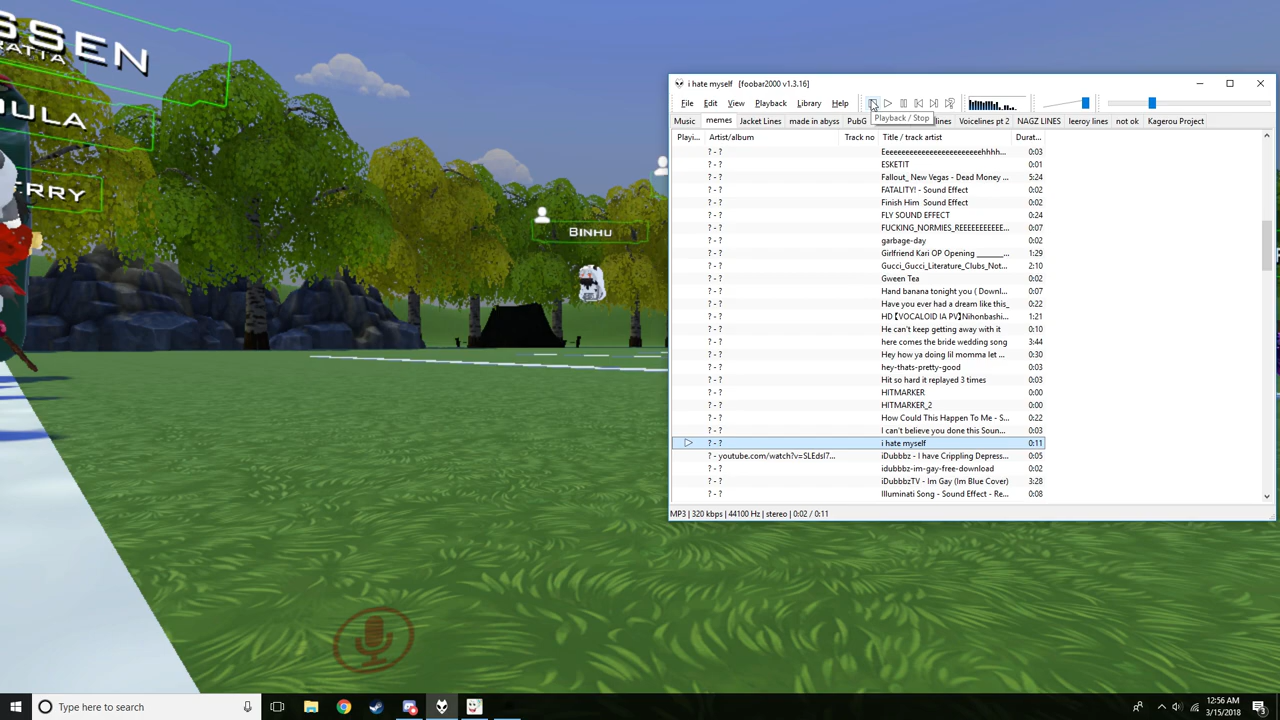 SSEN
RATIA
ULA
ERRY
BINHU
i hate myself [foobar2000 v1.3.16]
File Edit View Playback Library Help
Playback / Stop
Music memes Jacket Lines made in abyss PubG lines Voicelines pt 2 NAGZ LINES leeroy lines not ok Kagerou Project
Playi... Artist/album Track no Title / track artist Durat...
? - ? Eeeeeeeeeeeeeeeeeeeeeeeehhhh... 0:03
? - ? ESKETIT 0:01
? - ? Fallout_ New Vegas - Dead Money ... 5:24
? - ? FATALITY! - Sound Effect 0:02
? - ? Finish Him Sound Effect 0:02
? - ? FLY SOUND EFFECT 0:24
? - ? FUCKING_NORMIES_REEEEEEEEEEE... 0:07
? - ? garbage-day 0:02
? - ? Girlfriend Kari OP Opening _______... 1:29
? - ? Gucci_Gucci_Literature_Clubs_Not... 2:10
? - ? Gween Tea 0:02
? - ? Hand banana tonight you ( Downl... 0:07
? - ? Have you ever had a dream like this_ 0:22
? - ? HD【VOCALOID IA PV】Nihonbashi... 1:21
? - ? He can't keep getting away with it 0:10
? - ? here comes the bride wedding song 3:44
? - ? Hey how ya doing lil momma let ... 0:30
? - ? hey-thats-pretty-good 0:03
? - ? Hit so hard it replayed 3 times 0:03
? - ? HITMARKER 0:00
? - ? HITMARKER_2 0:00
? - ? How Could This Happen To Me - S... 0:22
? - ? I can't believe you done this Soun... 0:03
? - ? i hate myself 0:11
? - youtube.com/watch?v=SLEdsI7... iDubbbz - I have Crippling Depress... 0:05
? - ? idubbbz-im-gay-free-download 0:02
? - ? iDubbbzTV - Im Gay (Im Blue Cover) 3:28
? - ? Illuminati Song - Sound Effect - Re... 0:08
MP3 | 320 kbps | 44100 Hz | stereo | 0:02 / 0:11
Type here to search
12:56 AM
3/15/2018
3